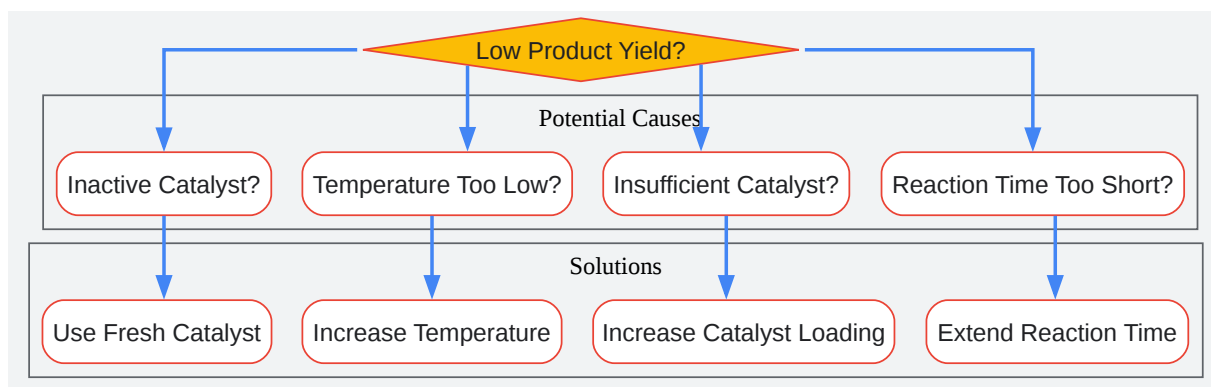 Low Product Yield?
Potential Causes
Inactive Catalyst?
Temperature Too Low?
Insufficient Catalyst?
Reaction Time Too Short?
Solutions
Use Fresh Catalyst
Increase Temperature
Increase Catalyst Loading
Extend Reaction Time